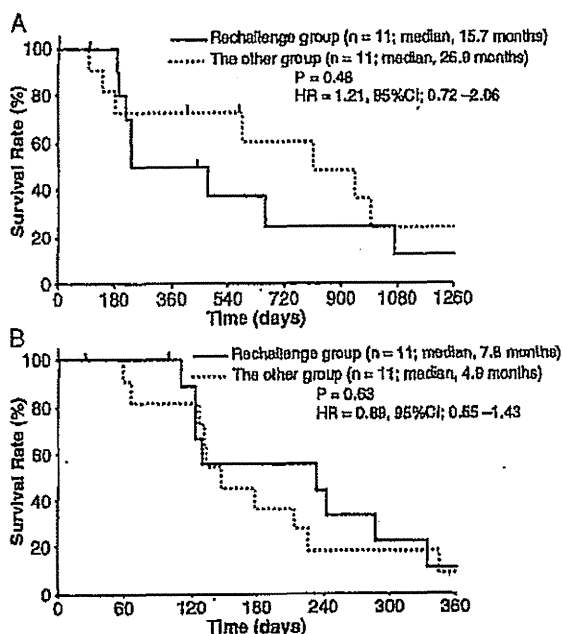 A
Rechallenge group (n = 11; median, 15.7 months)
The other group (n = 11; median, 26.9 months)
P = 0.48
HR = 1.21, 95%CI; 0.72 – 2.06
Survival Rate (%)
100
80
60
40
20
0
0 180 360 540 720 900 1080 1260
Time (days)
B
Rechallenge group (n = 11; median, 7.8 months)
The other group (n = 11; median, 4.9 months)
P = 0.63
HR = 0.89, 95%CI; 0.55 – 1.43
Survival Rate (%)
100
80
60
40
20
0
0 60 120 180 240 300 360
Time (days)